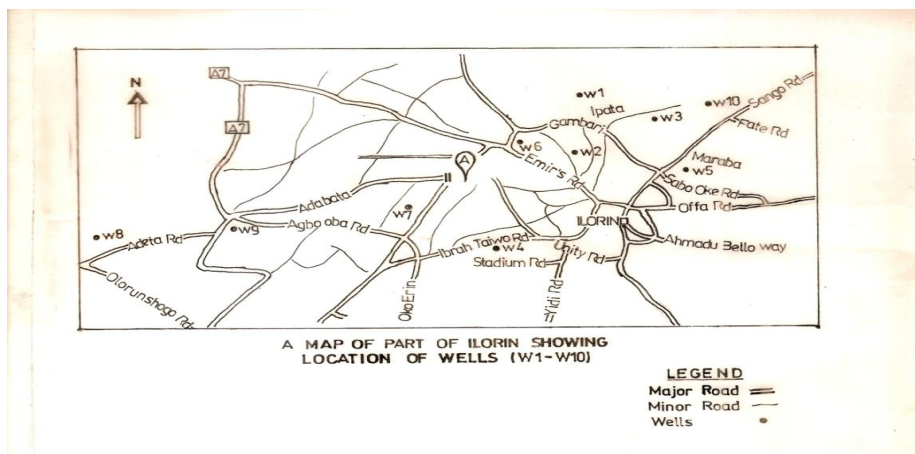 A7
N
A7
w1
Ipata
w10
Sango Rd
Gambari
w3
Fate Rd
w6
w2
Emir's Rd
Maraba
w5
A
Sabo Oke Rd
Adabata
Offa Rd
w7
ILORIN
Agbo oba Rd
w8
Adeta Rd
w9
Ibrah Taiwo Rd
Unity Rd
Ahmadu Bello way
w4
Stadium Rd
Olorunshogo Rd
Oko Erin
Yidi Rd
A MAP OF PART OF ILORIN SHOWING
LOCATION OF WELLS (W1-W10)
LEGEND
Major Road
Minor Road
Wells